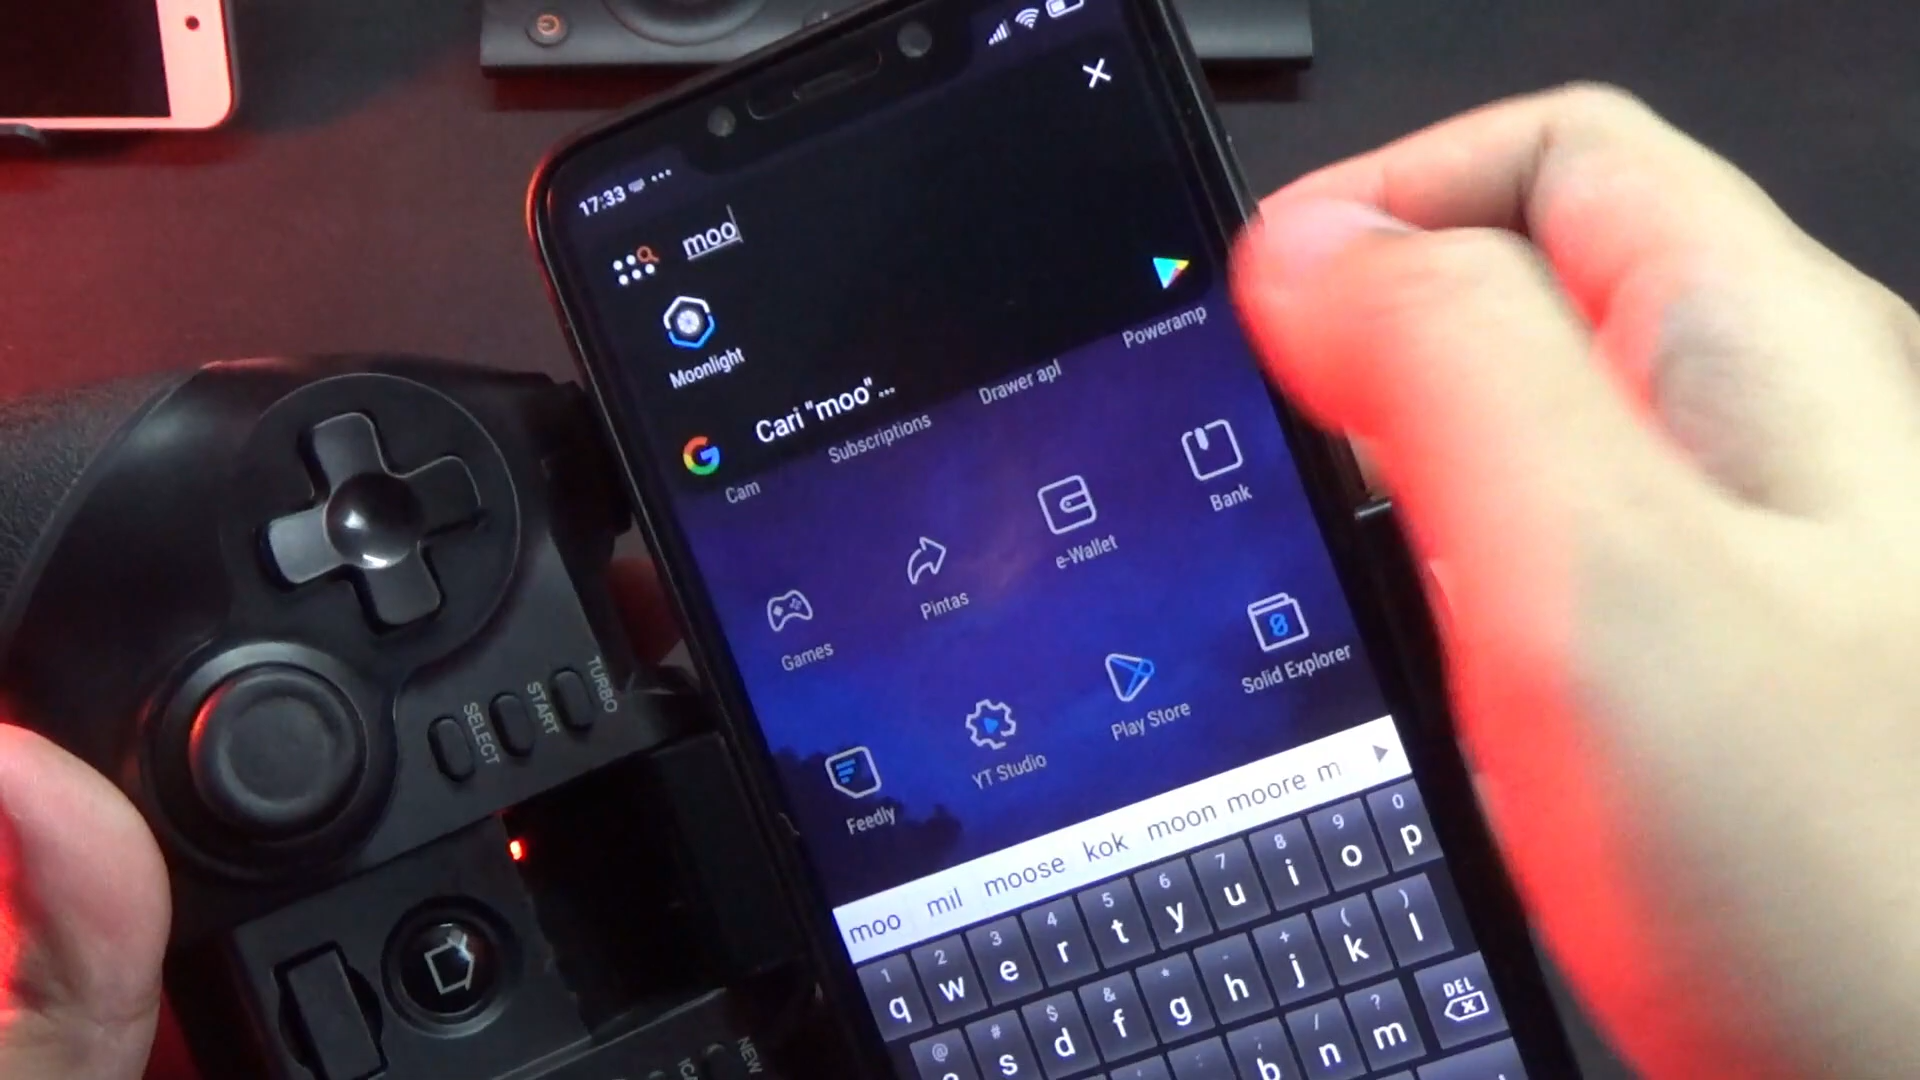 17:33
moo
Moonlight
Cari "moo"...
Cam
Subscriptions
Drawer apl
Poweramp
Games
Pintas
e-Wallet
Bank
Feedly
YT Studio
Play Store
Solid Explorer
moo mil moose kok moon moore m
1 2 3 4 5 6 7 8 9 0
q w e r t y u i o p
@ # $ & * - + ( )
s d f g h j k l
/ ?
b n m DEL
SELECT
START
TURBO
NEW